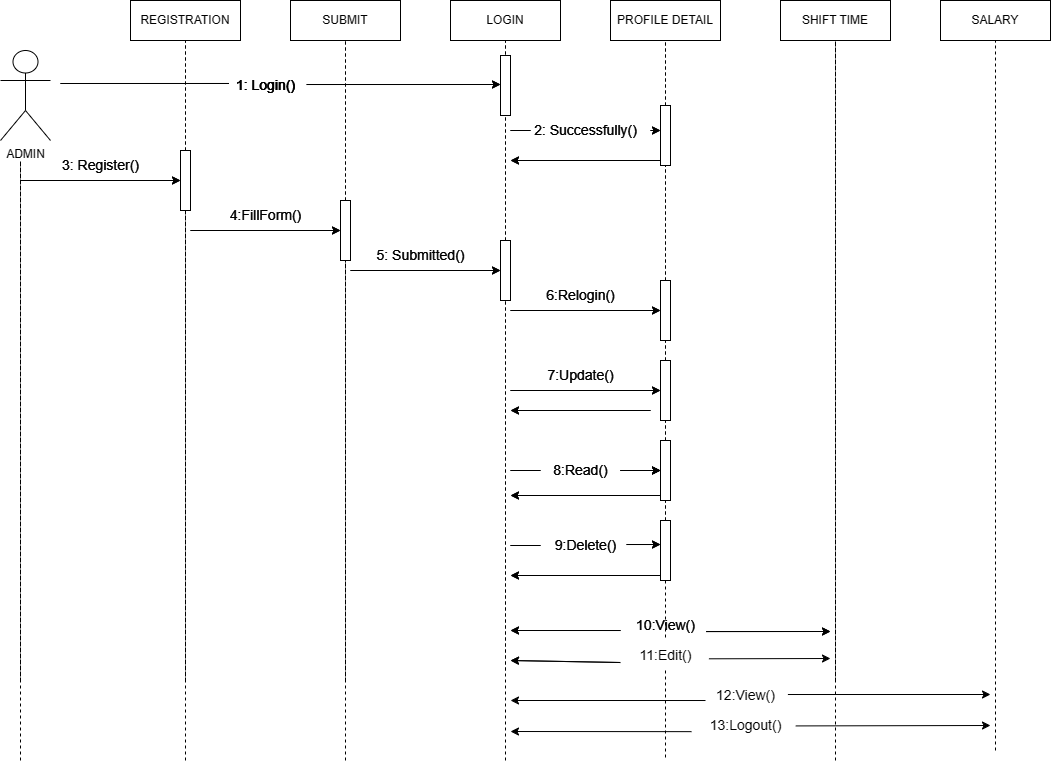 REGISTRATION
SUBMIT
LOGIN
PROFILE DETAIL
SHIFT TIME
SALARY
1: Login()
2: Successfully()
ADMIN
3: Register()
4:FillForm()
5: Submitted()
6:Relogin()
7:Update()
8:Read()
9:Delete()
10:View()
11:Edit()
12:View()
13:Logout()